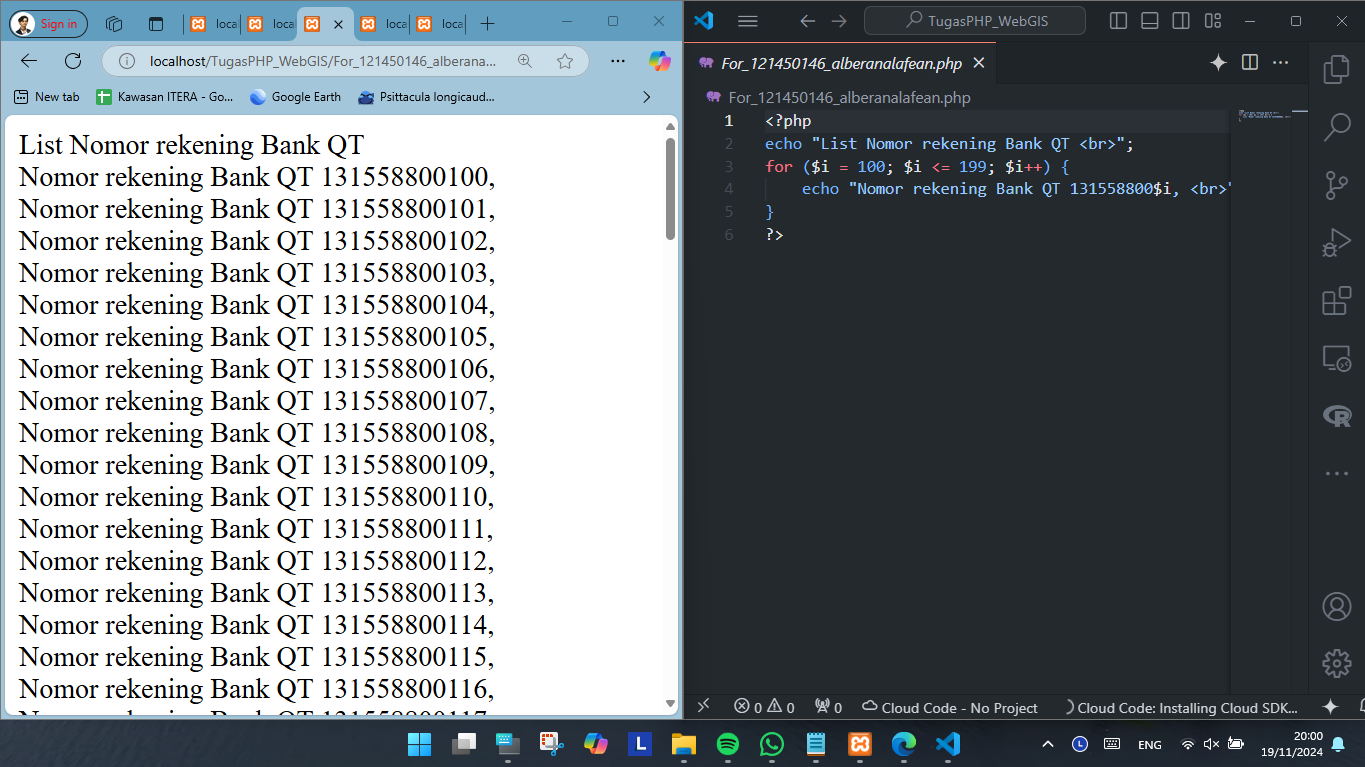 Sign in
loca
loca
loca
loca
localhost/TugasPHP_WebGIS/For_121450146_alberana...
New tab
Kawasan ITERA - Go...
Google Earth
Psittacula longicaud...
List Nomor rekening Bank QT
Nomor rekening Bank QT 131558800100,
Nomor rekening Bank QT 131558800101,
Nomor rekening Bank QT 131558800102,
Nomor rekening Bank QT 131558800103,
Nomor rekening Bank QT 131558800104,
Nomor rekening Bank QT 131558800105,
Nomor rekening Bank QT 131558800106,
Nomor rekening Bank QT 131558800107,
Nomor rekening Bank QT 131558800108,
Nomor rekening Bank QT 131558800109,
Nomor rekening Bank QT 131558800110,
Nomor rekening Bank QT 131558800111,
Nomor rekening Bank QT 131558800112,
Nomor rekening Bank QT 131558800113,
Nomor rekening Bank QT 131558800114,
Nomor rekening Bank QT 131558800115,
Nomor rekening Bank QT 131558800116,
Nomor rekening Bank QT 131558800117
TugasPHP_WebGIS
For_121450146_alberanalafean.php
For_121450146_alberanalafean.php
1 <?php
2 echo "List Nomor rekening Bank QT <br>";
3 for ($i = 100; $i <= 199; $i++) {
4 echo "Nomor rekening Bank QT 131558800$i, <br>"
5 }
6 ?>
0 0 0 Cloud Code - No Project Cloud Code: Installing Cloud SDK...
L
L
ENG
20:00
19/11/2024